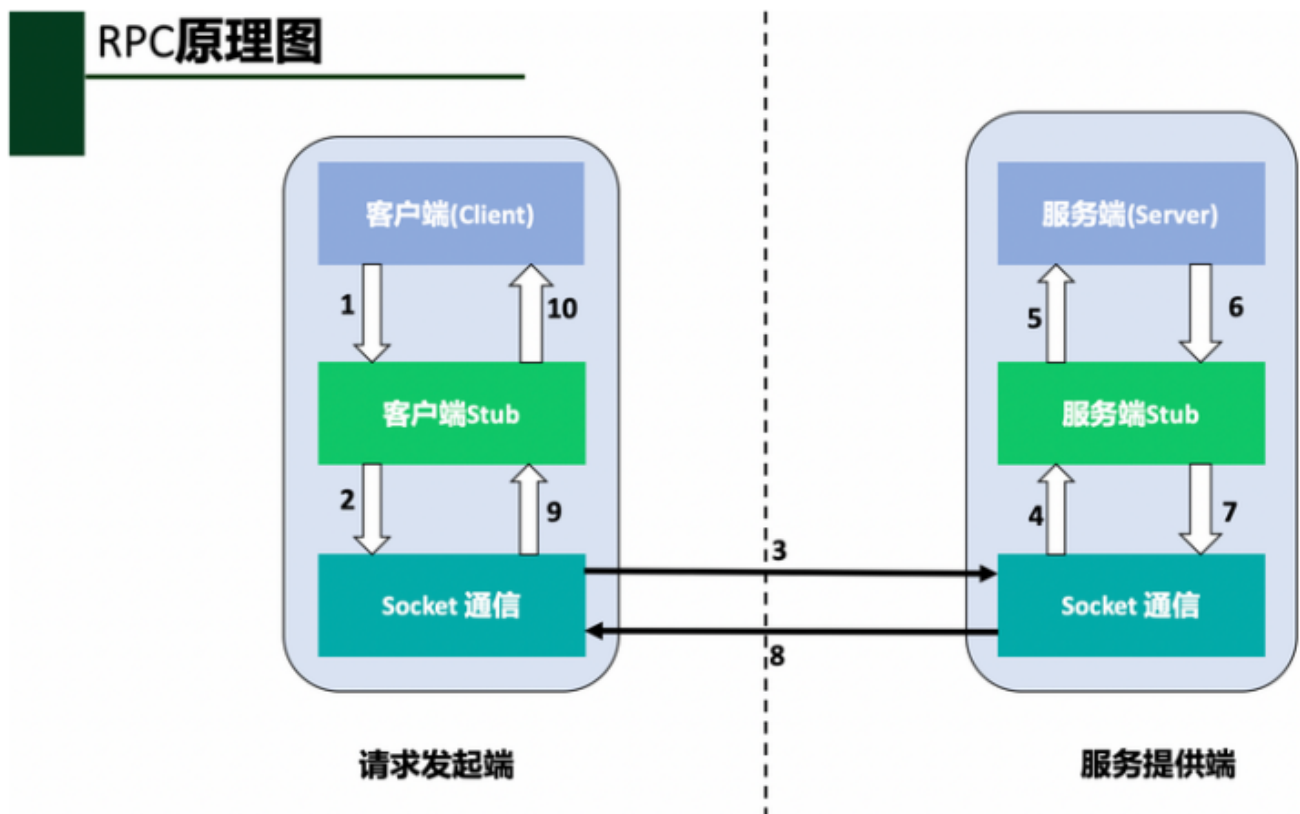 RPC原理图
客户端(Client)
服务端(Server)
1
10
5
6
客户端Stub
服务端Stub
2
9
4
7
3
Socket 通信
Socket 通信
8
请求发起端
服务提供端